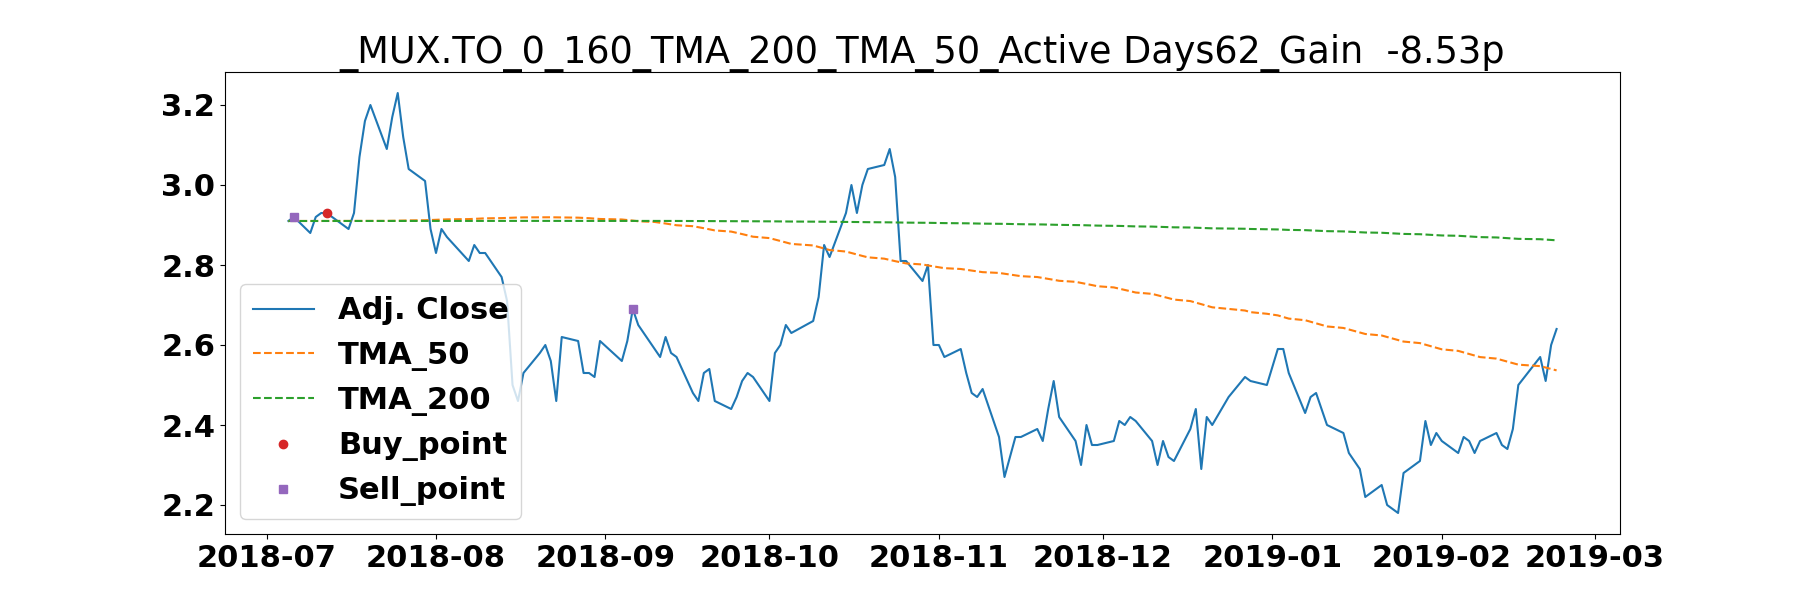 _MUX.TO_0_160_TMA_200_TMA_50_Active Days62_Gain  -8.53p
3.2
3.0
2.8
2.6
2.4
2.2
Adj. Close
TMA_50
TMA_200
Buy_point
Sell_point
2018-07 2018-08 2018-09 2018-10 2018-11 2018-12 2019-01 2019-02 2019-03